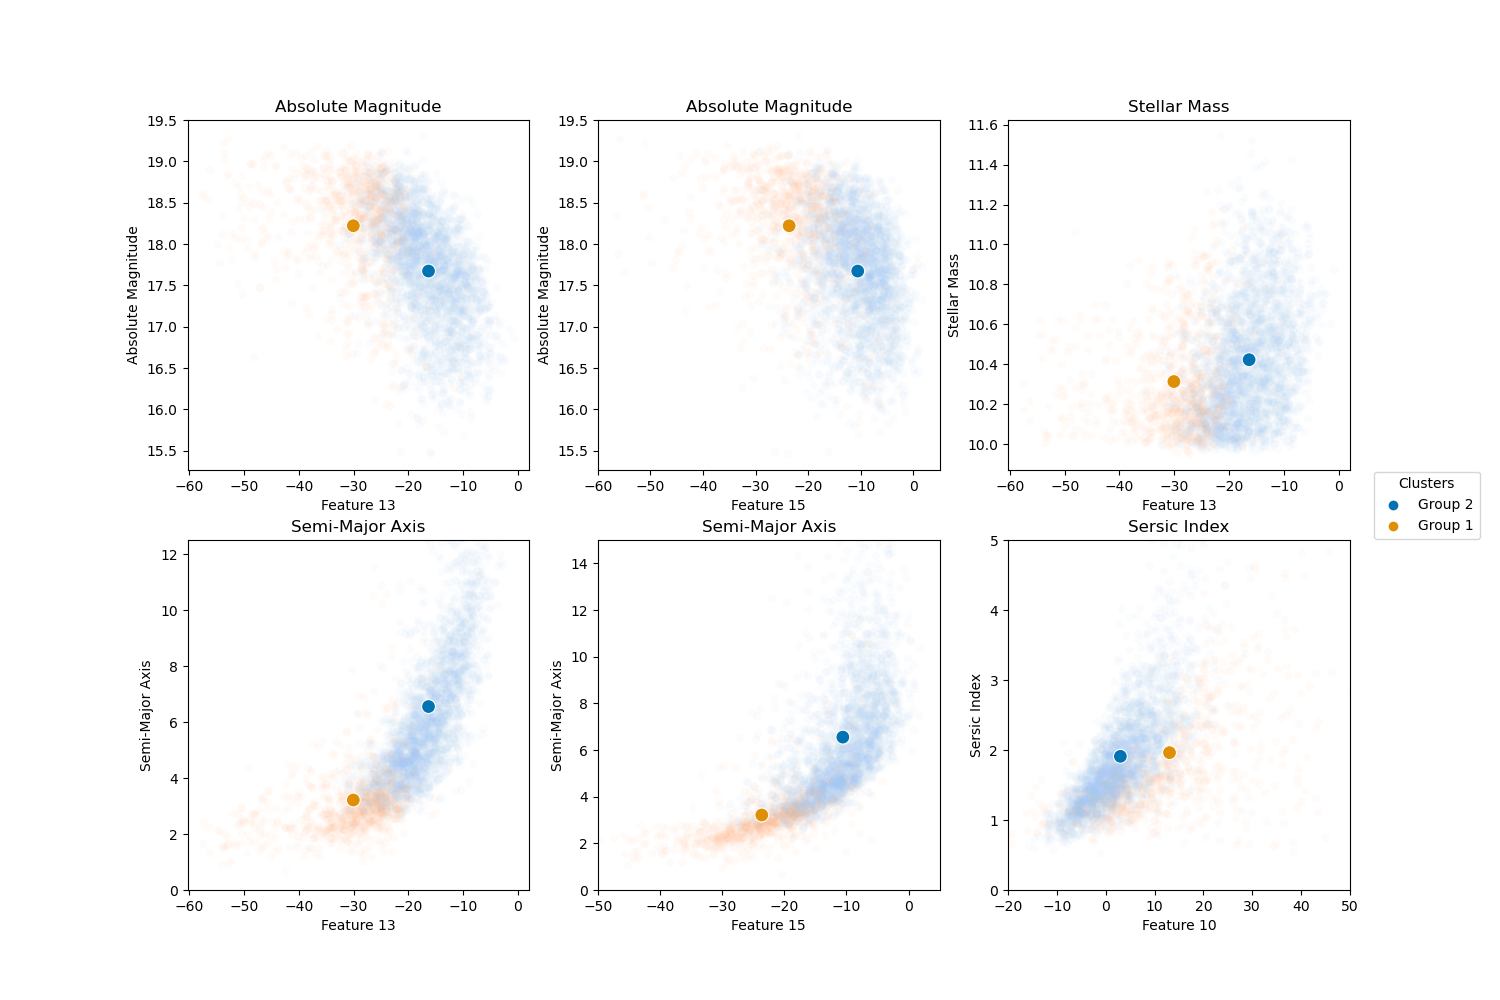 Absolute Magnitude
Absolute Magnitude
19.5
19.0
18.5
18.0
17.5
17.0
16.5
16.0
15.5
−60 −50 −40 −30 −20 −10 0
Feature 13
Absolute Magnitude
Absolute Magnitude
19.5
19.0
18.5
18.0
17.5
17.0
16.5
16.0
15.5
−60 −50 −40 −30 −20 −10 0
Feature 15
Stellar Mass
Stellar Mass
11.6
11.4
11.2
11.0
10.8
10.6
10.4
10.2
10.0
−60 −50 −40 −30 −20 −10 0
Feature 13
Clusters
Group 2
Group 1
Semi-Major Axis
Semi-Major Axis
12
10
8
6
4
2
0
−60 −50 −40 −30 −20 −10 0
Feature 13
Semi-Major Axis
Semi-Major Axis
14
12
10
8
6
4
2
0
−50 −40 −30 −20 −10 0
Feature 15
Sersic Index
Sersic Index
5
4
3
2
1
0
−20 −10 0 10 20 30 40 50
Feature 10